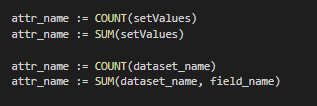 attr_name := COUNT(setValues)
attr_name := SUM(setValues)
attr_name := COUNT(dataset_name)
attr_name := SUM(dataset_name, field_name)